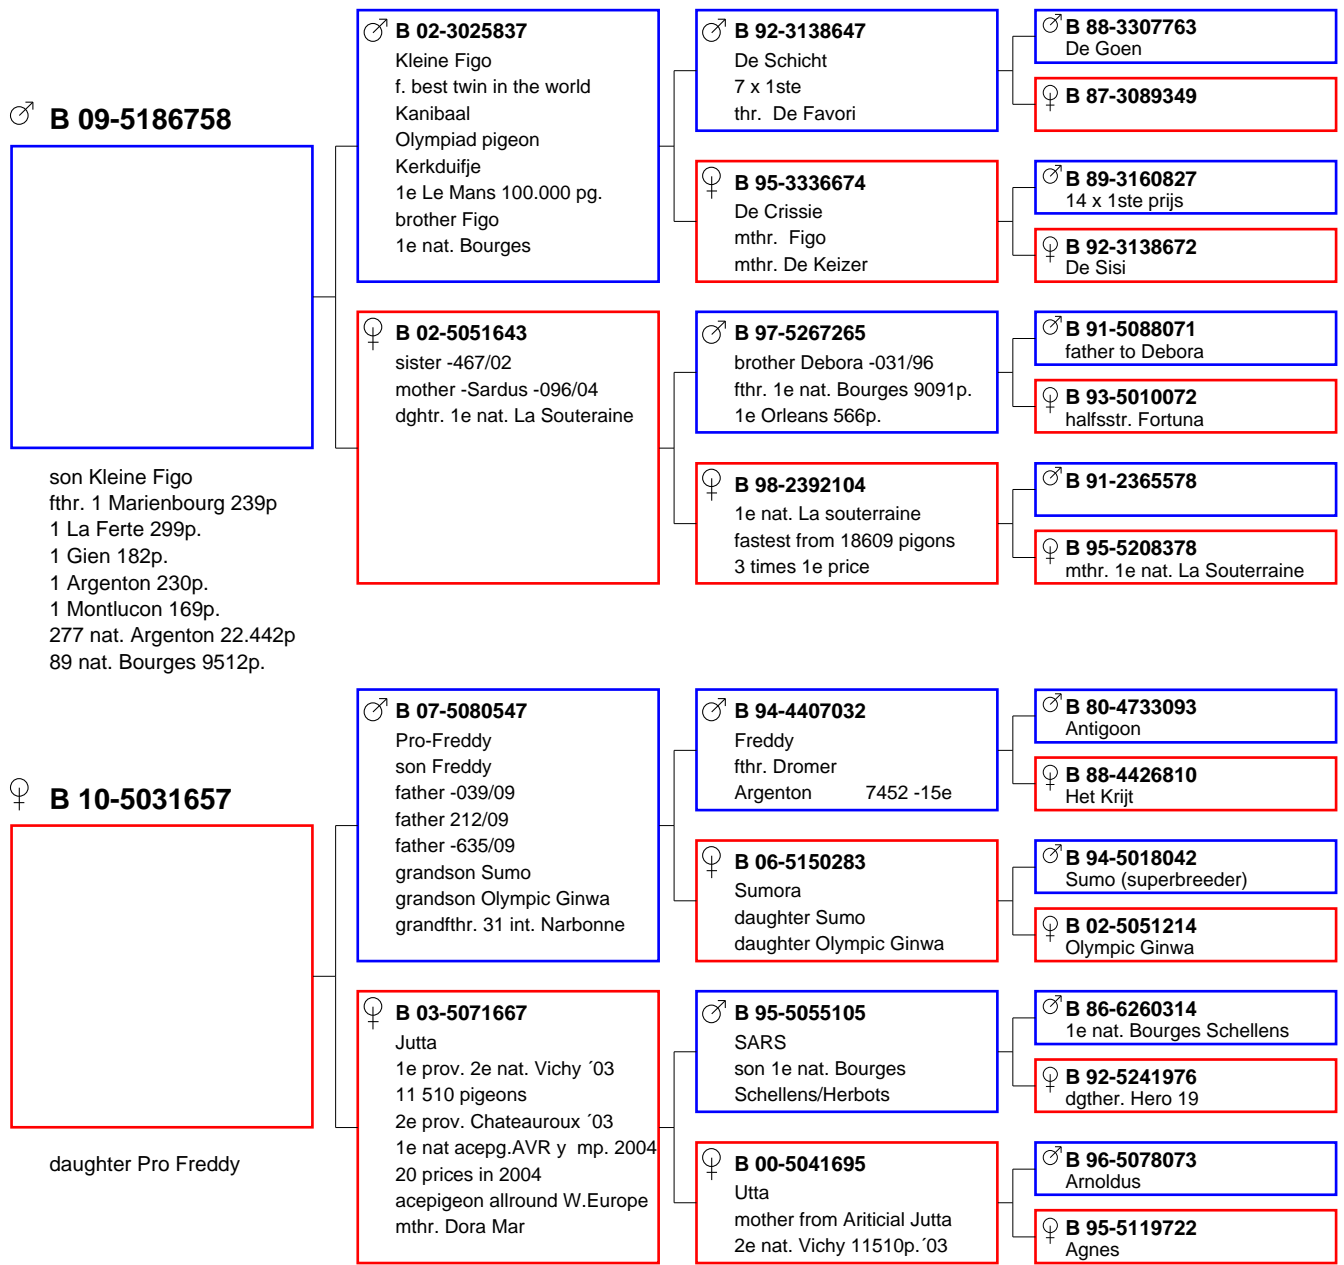 B 09-5186758
son Kleine Figo
fthr. 1 Marienbourg 239p
1 La Ferte 299p.
1 Gien 182p.
1 Argenton 230p.
1 Montlucon 169p.
277 nat. Argenton 22.442p
89 nat. Bourges 9512p.
B 02-3025837
Kleine Figo
f. best twin in the world
Kanibaal
Olympiad pigeon
Kerkduifje
1e Le Mans 100.000 pg.
brother Figo
1e nat. Bourges
B 02-5051643
sister -467/02
mother -Sardus -096/04
dghtr. 1e nat. La Souteraine
B 92-3138647
De Schicht
7 x 1ste
thr.  De Favori
B 95-3336674
De Crissie
mthr.  Figo
mthr. De Keizer
B 97-5267265
brother Debora -031/96
fthr. 1e nat. Bourges 9091p.
1e Orleans 566p.
B 98-2392104
1e nat. La souterraine
fastest from 18609 pigons
3 times 1e price
B 88-3307763
De Goen
B 87-3089349
B 89-3160827
14 x 1ste prijs
B 92-3138672
De Sisi
B 91-5088071
father to Debora
B 93-5010072
halfsstr. Fortuna
B 91-2365578
B 95-5208378
mthr. 1e nat. La Souterraine
B 10-5031657
daughter Pro Freddy
B 07-5080547
Pro-Freddy
son Freddy
father -039/09
father 212/09
father -635/09
grandson Sumo
grandson Olympic Ginwa
grandfthr. 31 int. Narbonne
B 03-5071667
Jutta
1e prov. 2e nat. Vichy ´03
11 510 pigeons
2e prov. Chateauroux ´03
1e nat acepg.AVR y  mp. 2004
20 prices in 2004
acepigeon allround W.Europe
mthr. Dora Mar
B 94-4407032
Freddy
fthr. Dromer
Argenton 7452 -15e
B 06-5150283
Sumora
daughter Sumo
daughter Olympic Ginwa
B 95-5055105
SARS
son 1e nat. Bourges
Schellens/Herbots
B 00-5041695
Utta
mother from Ariticial Jutta
2e nat. Vichy 11510p.´03
B 80-4733093
Antigoon
B 88-4426810
Het Krijt
B 94-5018042
Sumo (superbreeder)
B 02-5051214
Olympic Ginwa
B 86-6260314
1e nat. Bourges Schellens
B 92-5241976
dgther. Hero 19
B 96-5078073
Arnoldus
B 95-5119722
Agnes